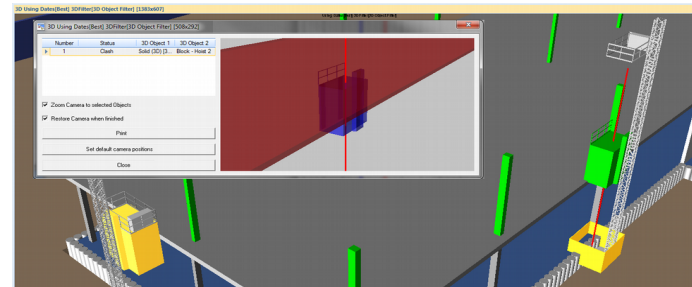 3D Using Dates[Best] 3DFilter[3D Object Filter] [1383x607]
3D Using Dates[Best] 3DFilter[3D Object Filter] [508x292]
Number Status 3D Object 1 3D Object 2
1 Clash Solid (3D) [3... Block - Hoist 2
Zoom Camera to selected Objects
Restore Camera when finished
Print
Set default camera positions
Close